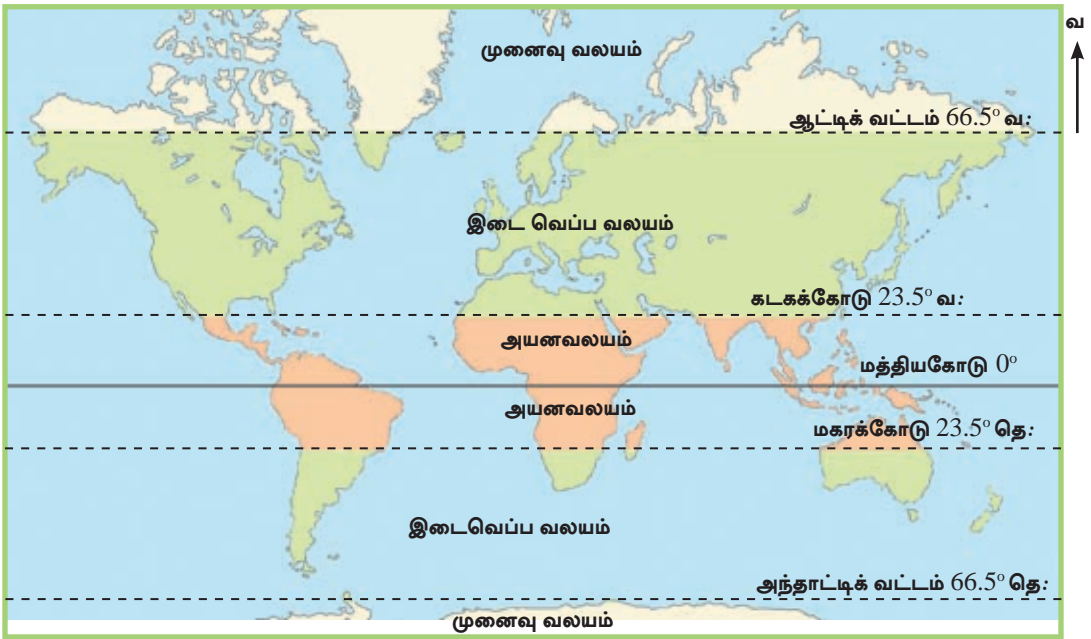 வ
முனைவு வலயம்
ஆட்டிக் வட்டம் 66.5° வ:
இடை வெப்ப வலயம்
கடகக்கோடு 23.5° வ:
அயனவலயம்
மத்தியகோடு 0°
அயனவலயம்
மகரக்கோடு 23.5° தெ:
இடைவெப்ப வலயம்
அந்தாட்டிக் வட்டம் 66.5° தெ:
முனைவு வலயம்